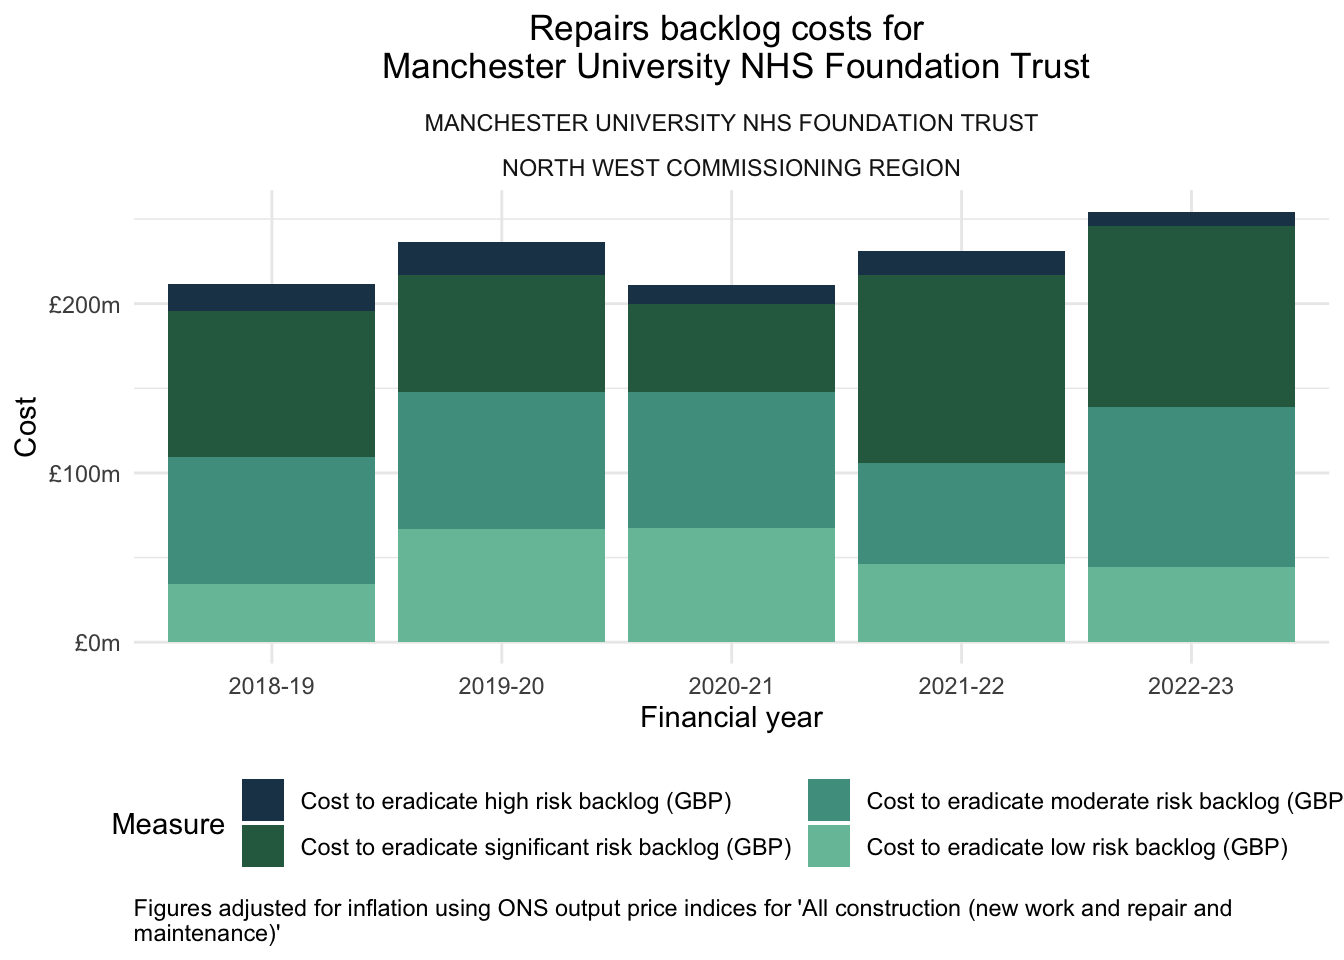 Repairs backlog costs for
Manchester University NHS Foundation Trust
MANCHESTER UNIVERSITY NHS FOUNDATION TRUST
NORTH WEST COMMISSIONING REGION
Cost
£200m
£100m
£0m
2018-19 2019-20 2020-21 2021-22 2022-23
Financial year
Measure
Cost to eradicate high risk backlog (GBP)
Cost to eradicate significant risk backlog (GBP)
Cost to eradicate moderate risk backlog (GBP
Cost to eradicate low risk backlog (GBP)
Figures adjusted for inflation using ONS output price indices for 'All construction (new work and repair and
maintenance)'